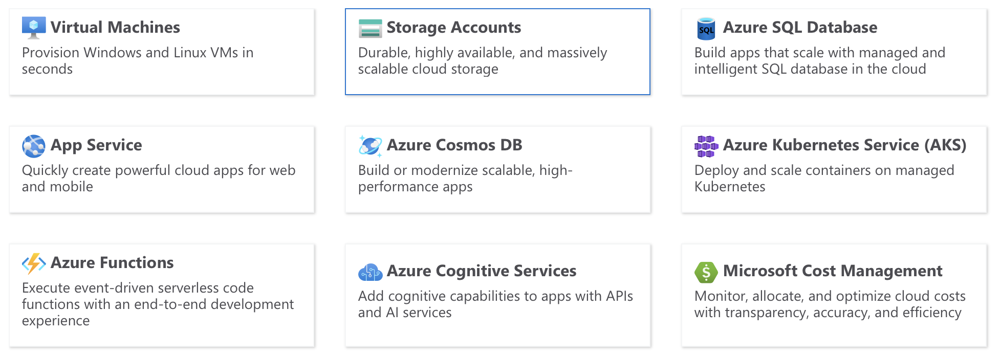 Virtual Machines
Provision Windows and Linux VMs in
seconds
Storage Accounts
Durable, highly available, and massively
scalable cloud storage
SQL
Azure SQL Database
Build apps that scale with managed and
intelligent SQL database in the cloud
App Service
Quickly create powerful cloud apps for web
and mobile
Azure Cosmos DB
Build or modernize scalable, high-
performance apps
Azure Kubernetes Service (AKS)
Deploy and scale containers on managed
Kubernetes
Azure Functions
Execute event-driven serverless code
functions with an end-to-end development
experience
Azure Cognitive Services
Add cognitive capabilities to apps with APIs
and AI services
$
Microsoft Cost Management
Monitor, allocate, and optimize cloud costs
with transparency, accuracy, and efficiency